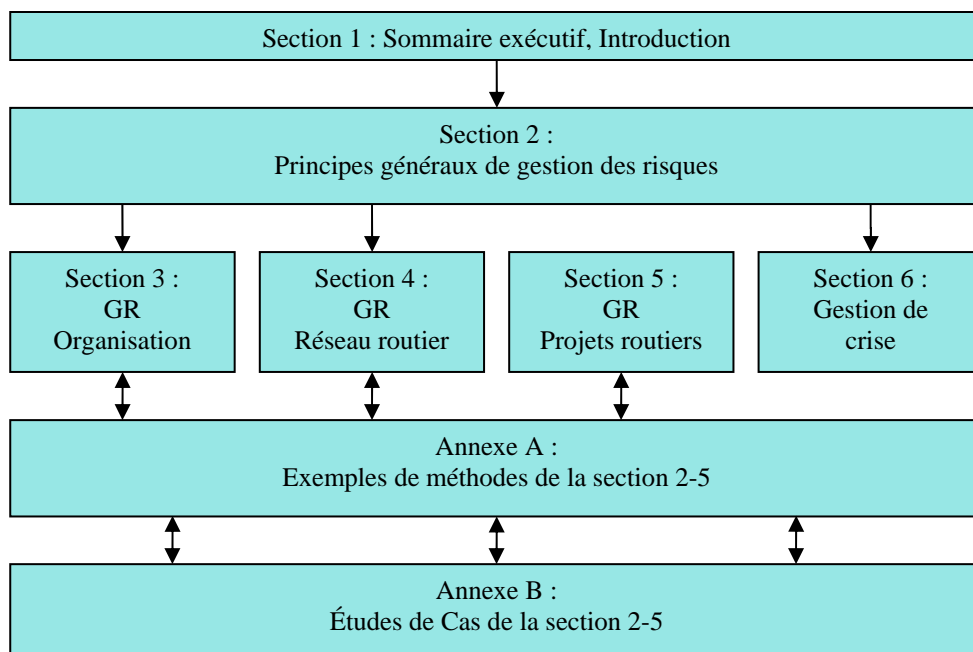 Section 1 : Sommaire exécutif, Introduction
Section 2 :
Principes généraux de gestion des risques
Section 3 :
GR
Organisation
Section 4 :
GR
Réseau routier
Section 5 :
GR
Projets routiers
Section 6 :
Gestion de
crise
Annexe A :
Exemples de méthodes de la section 2-5
Annexe B :
Études de Cas de la section 2-5